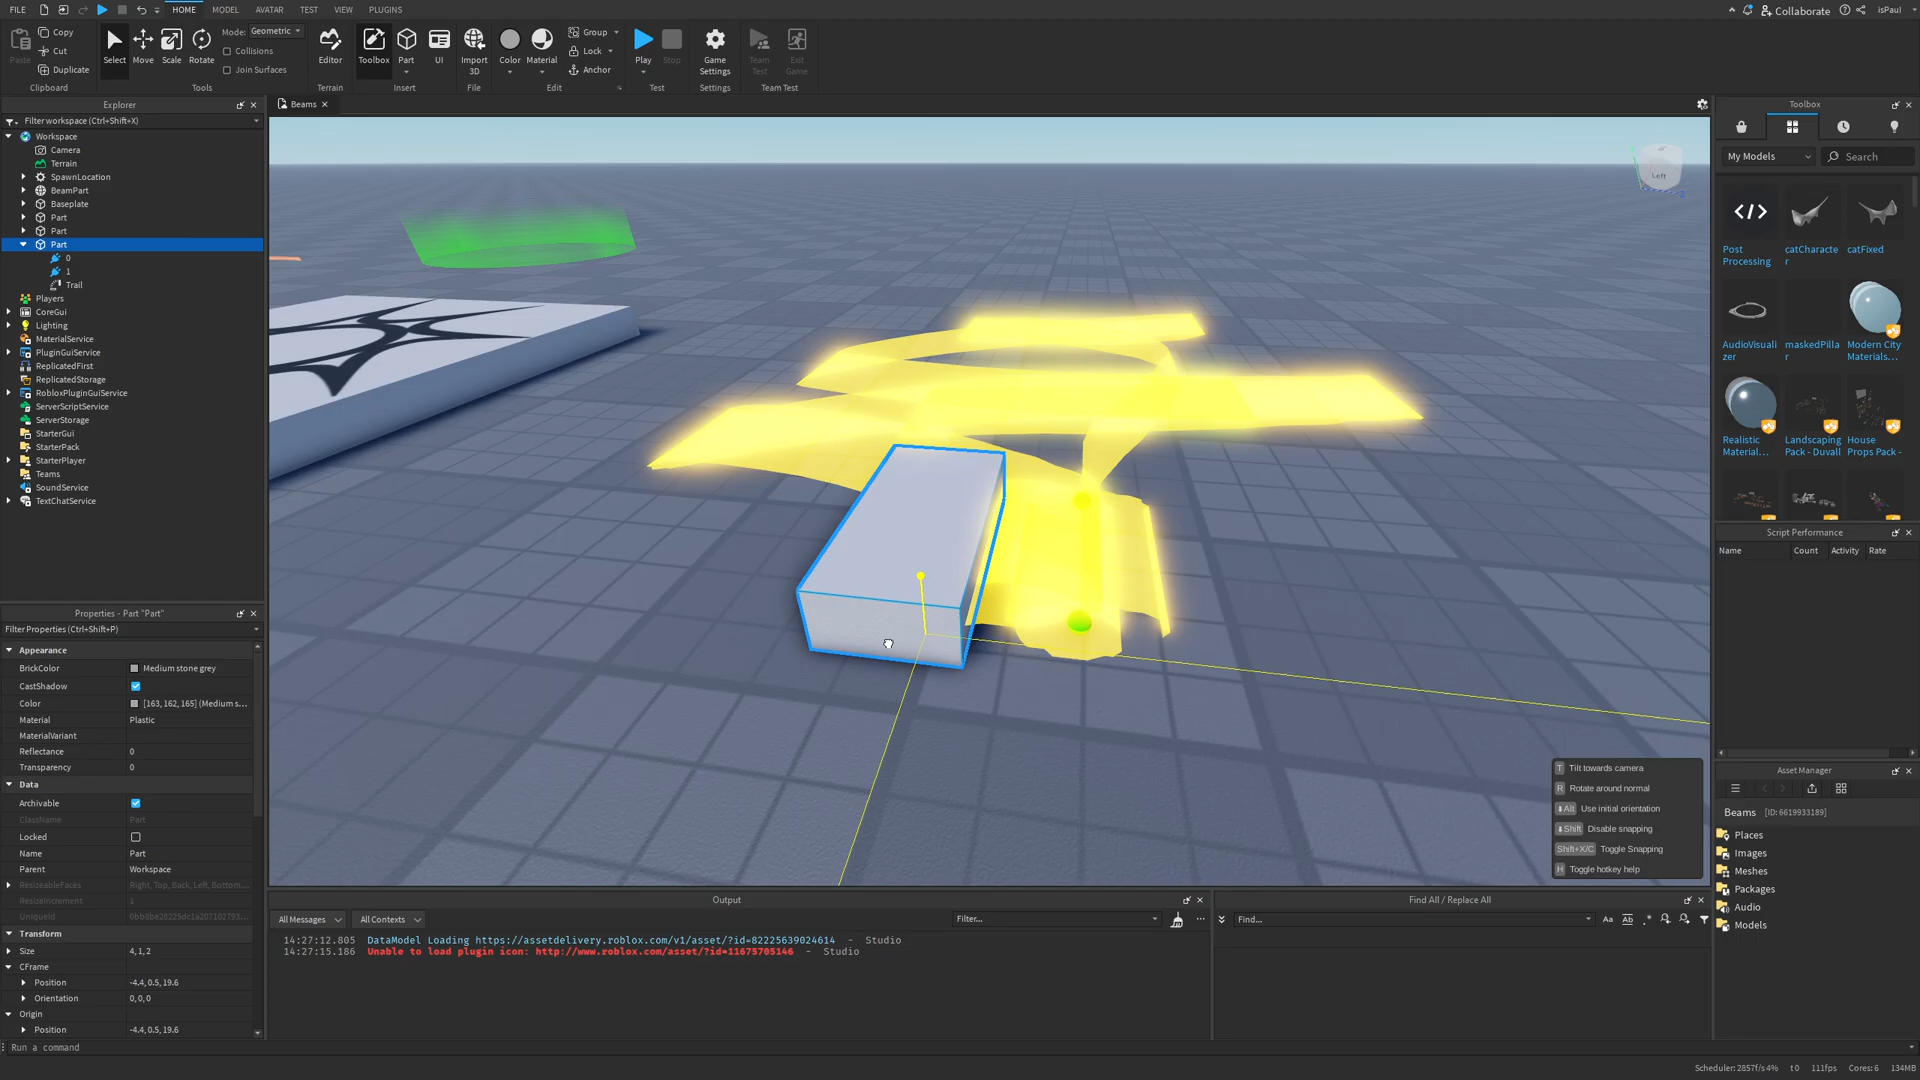 FILE HOME MODEL AVATAR TEST VIEW PLUGINS Collaborate isPaul
Paste Copy Cut Duplicate Clipboard
Select Move Scale Rotate Mode: Geometric Collisions Join Surfaces Tools
Editor Terrain
Toolbox Part UI Insert
Import 3D File
Color Material Group Lock Anchor Edit
Play Stop Test
Game Settings Settings
Team Test Exit Game Team Test
Explorer
Filter workspace (Ctrl+Shift+X)
Workspace
Camera
Terrain
SpawnLocation
BeamPart
Baseplate
Part
Part
Part
0
1
Trail
Players
CoreGui
Lighting
MaterialService
PluginGuiService
ReplicatedFirst
ReplicatedStorage
RobloxPluginGuiService
ServerScriptService
ServerStorage
StarterGui
StarterPack
StarterPlayer
Teams
SoundService
TextChatService
Properties - Part "Part"
Filter Properties (Ctrl+Shift+P)
Appearance
BrickColor Medium stone grey
CastShadow
Color [163, 162, 165] (Medium s...
Material Plastic
MaterialVariant
Reflectance 0
Transparency 0
Data
Archivable
ClassName Part
Locked
Name Part
Parent Workspace
ResizeableFaces Right, Top, Back, Left, Bottom...
ResizeIncrement 1
UniqueId
Transform
Size 4, 1, 2
CFrame
Position -4.4, 0.5, 19.6
Orientation 0, 0, 0
Origin
Position -4.4, 0.5, 19.6
Run a command
Beams
Left
T Tilt towards camera
R Rotate around normal
Alt Use initial orientation
Shift Disable snapping
Shift+X/C Toggle Snapping
H Toggle hotkey help
Output
All Messages All Contexts Filter...
14:27:12.805 DataModel Loading https://assetdelivery.roblox.com/v1/asset/?id=82225639024614 - Studio
14:27:15.186 Unable to load plugin icon: http://www.roblox.com/asset/?id=11675705146 - Studio
Find All / Replace All
Find... Aa Ab .*
Toolbox
My Models Search
Post Processing
catCharacter
catFixed
AudioVisualizer
maskedPillar
Modern City Materials...
Realistic Material...
Landscaping Pack - Duvall
House Props Pack -
Script Performance
Name Count Activity Rate
Asset Manager
Beams [ID: 6619933189]
Places
Images
Meshes
Packages
Audio
Models
Scheduler: 2857f/s 4% t 0 111fps Cores: 6 134MB